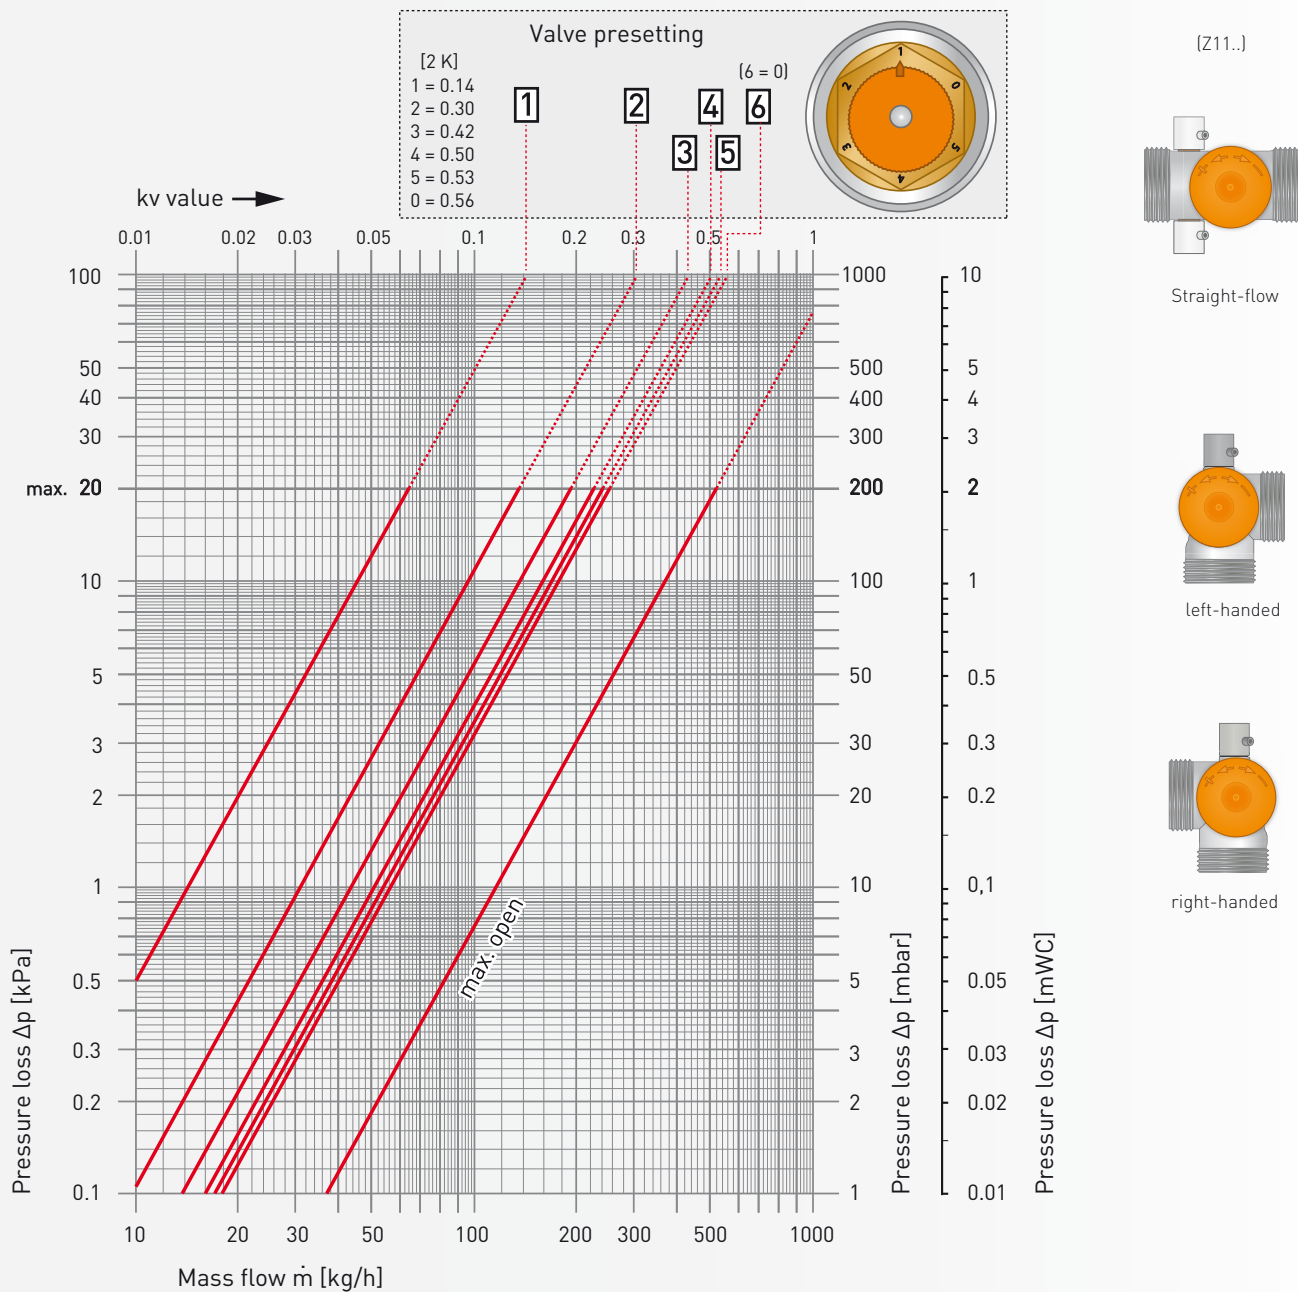 Valve presetting
[2 K]
1 = 0.14
2 = 0.30
3 = 0.42
4 = 0.50
5 = 0.53
0 = 0.56
(6 = 0)
1
2
4
6
3
5
1
0
5
4
3
2
(Z11..)
kv value
0.01 0.02 0.03 0.05 0.1 0.2 0.3 0.5 1
100 1000 10
50 500 5
40 400 4
30 300 3
max. 20 200 2
10 100 1
5 50 0.5
3 30 0.3
2 20 0.2
1 10 0,1
0.5 5 0.05
0.3 3 0.03
0.2 2 0.02
0.1 1 0.01
10 20 30 50 100 200 300 500 1000
Mass flow ṁ [kg/h]
Pressure loss Δp [kPa]
max. open
Pressure loss Δp [mbar]
Pressure loss Δp [mWC]
+ −
Straight-flow
+ −
left-handed
+ −
right-handed